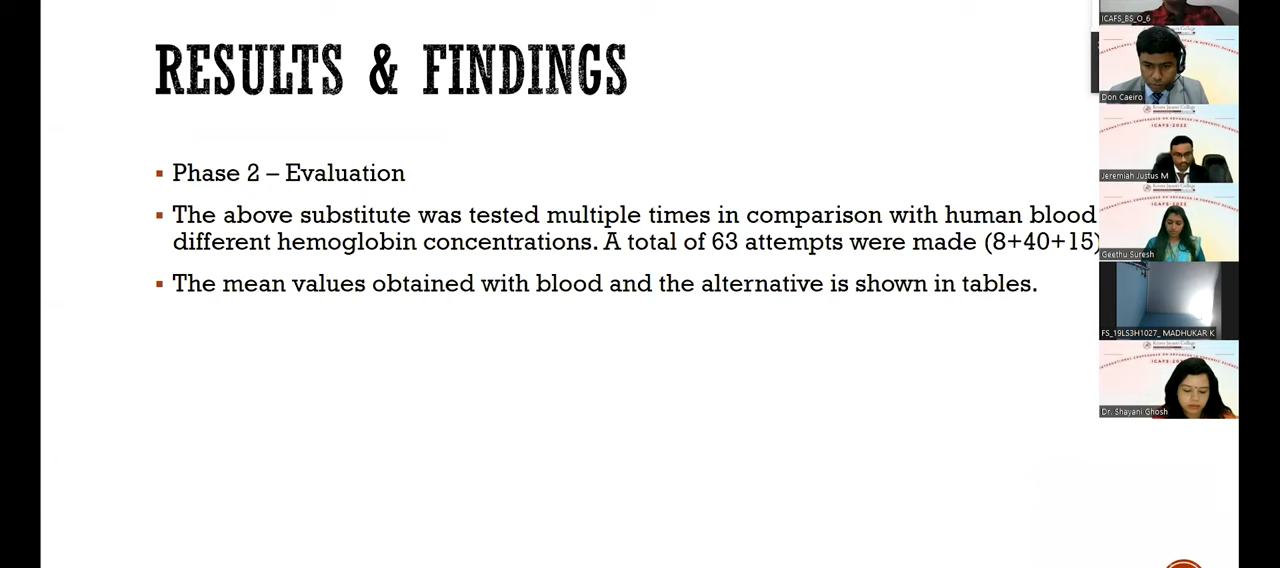 RESULTS & FINDINGS
▪ Phase 2 – Evaluation
▪ The above substitute was tested multiple times in comparison with human blood
different hemoglobin concentrations. A total of 63 attempts were made (8+40+15)
▪ The mean values obtained with blood and the alternative is shown in tables.
ICAFS_BS_O_6
Don Caeiro
ICAFS-2022
Jeremiah Justus M
Geethu Suresh
FS_19LS3H1027_ MADHUKAR K
Dr. Shayani Ghosh